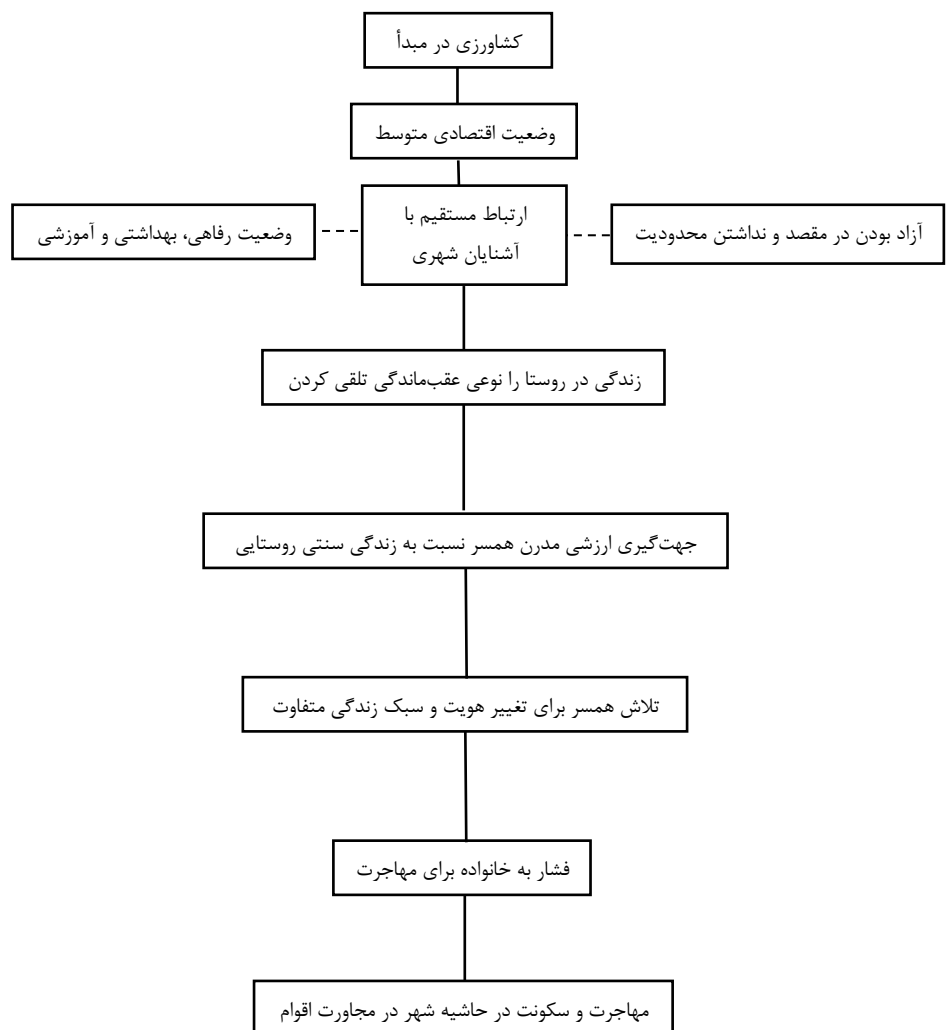 کشاورزی در مبدأ
وضعیت اقتصادی متوسط
ارتباط مستقیم با
آشنایان شهری
آزاد بودن در مقصد و نداشتن محدودیت
وضعیت رفاهی، بهداشتی و آموزشی
زندگی در روستا را نوعی عقب‌ماندگی تلقی کردن
جهت‌گیری ارزشی مدرن همسر نسبت به زندگی سنتی روستایی
تلاش همسر برای تغییر هویت و سبک زندگی متفاوت
فشار به خانواده برای مهاجرت
مهاجرت و سکونت در حاشیه شهر در مجاورت اقوام